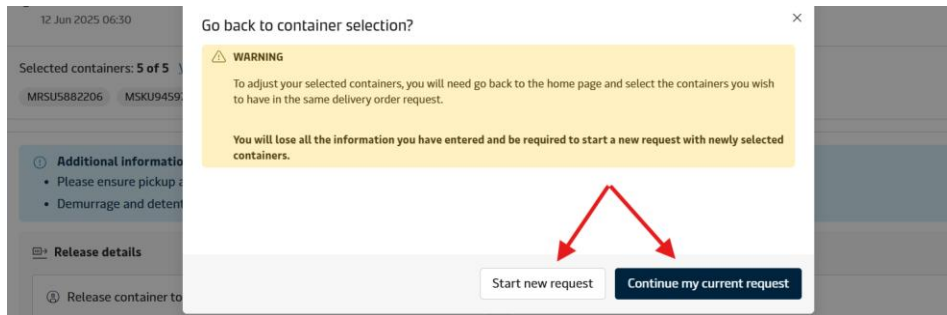 12 Jun 2025 06:30
Go back to container selection?
WARNING
To adjust your selected containers, you will need go back to the home page and select the containers you wish
to have in the same delivery order request.
You will lose all the information you have entered and be required to start a new request with newly selected
containers.
Selected containers: 5 of 5
MRSU5882206 MSKU94597
Additional informatio
• Please ensure pickup a
• Demurrage and detent
Release details
Release container to
Start new request Continue my current request